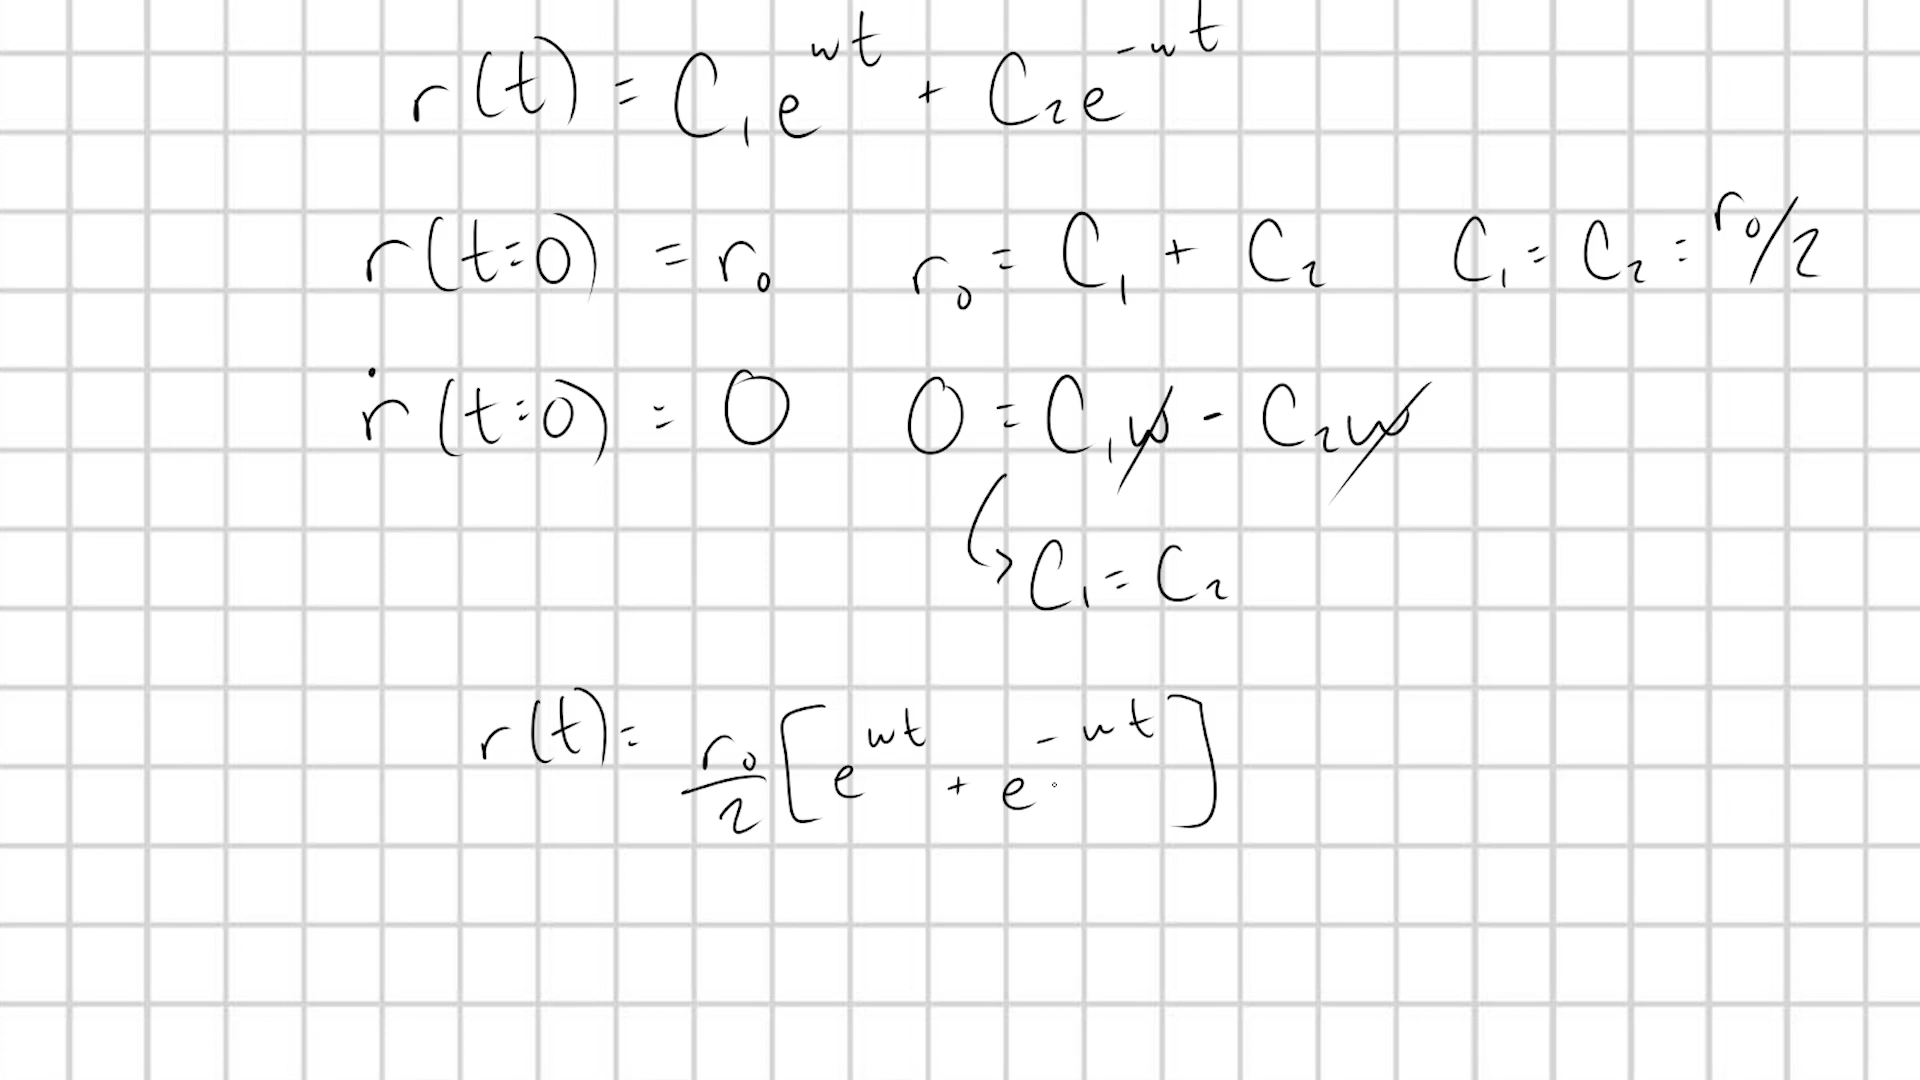 r(t) = C₁e^{wt} + C₂e^{-wt}
r(t=0) = r₀ r₀ = C₁ + C₂ C₁ = C₂ = r₀/2
ṙ(t=0) = 0 0 = C₁w - C₂w
↳ C₁ = C₂
r(t) = r₀/2 [e^{wt} + e^{-wt}]